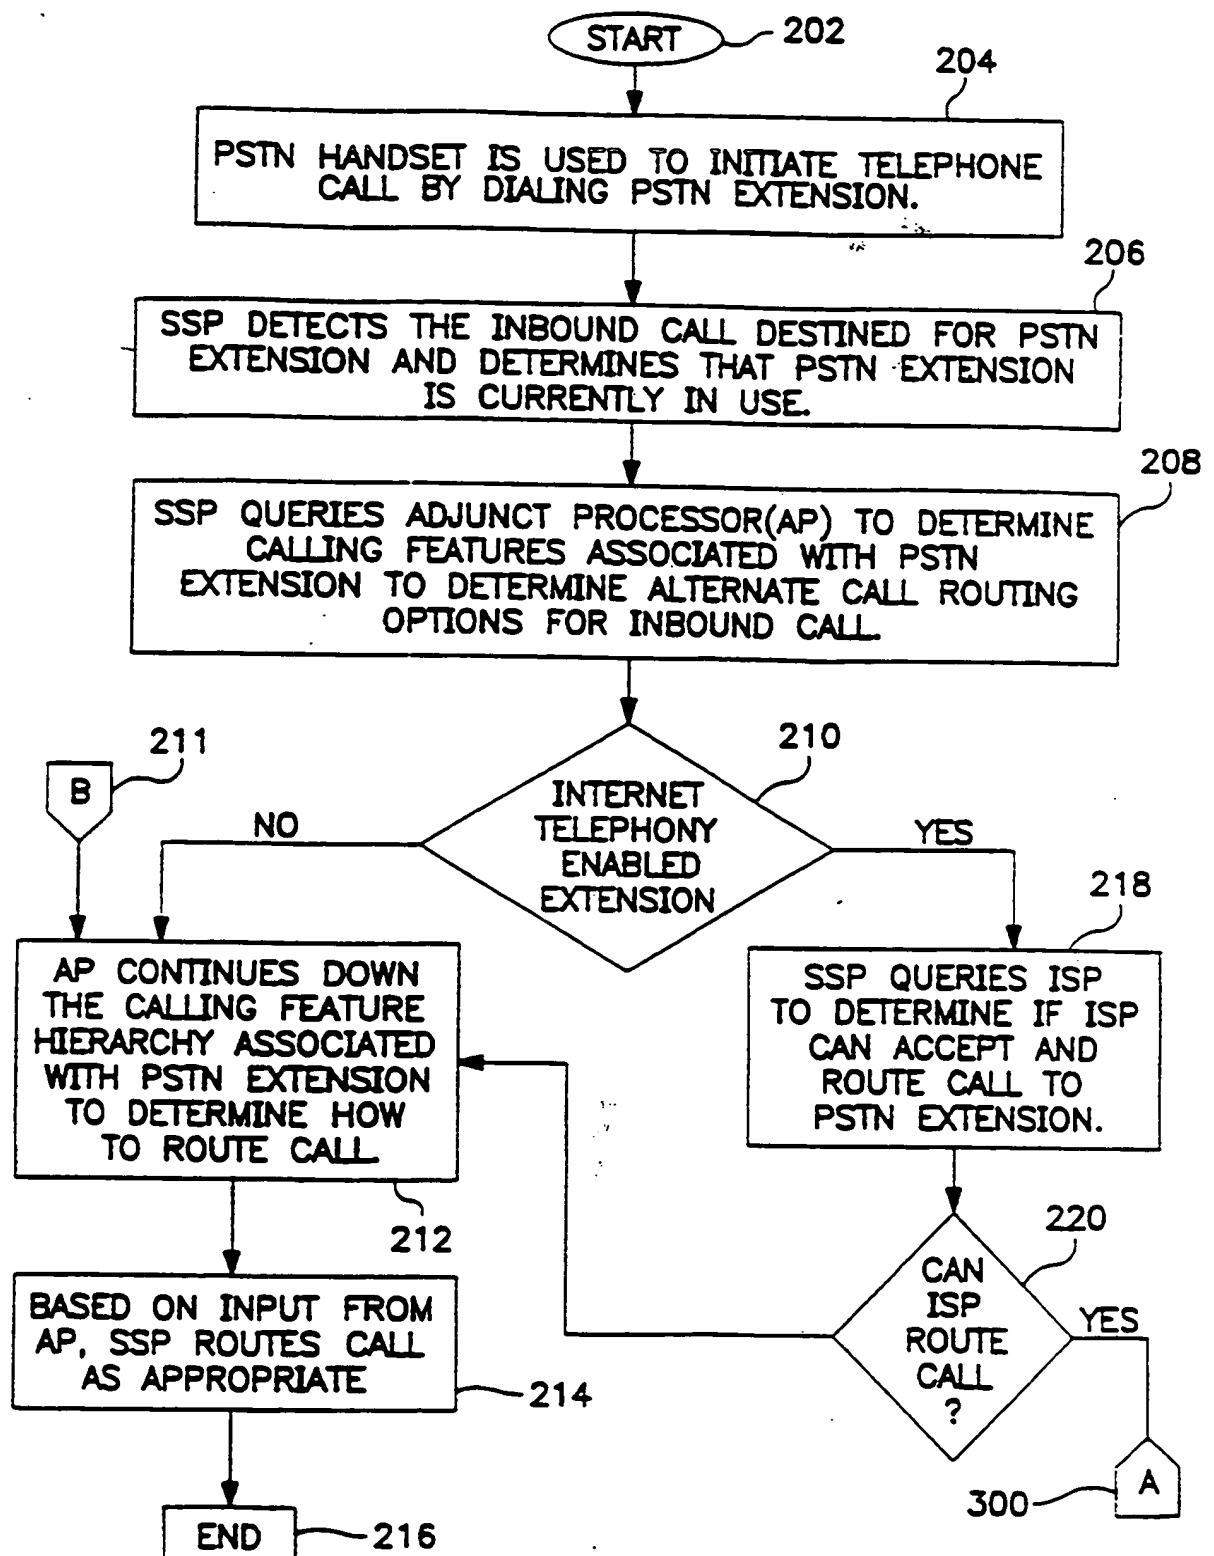 START
202
204
PSTN HANDSET IS USED TO INITIATE TELEPHONE
CALL BY DIALING PSTN EXTENSION.
206
SSP DETECTS THE INBOUND CALL DESTINED FOR PSTN
EXTENSION AND DETERMINES THAT PSTN EXTENSION
IS CURRENTLY IN USE.
208
SSP QUERIES ADJUNCT PROCESSOR(AP) TO DETERMINE
CALLING FEATURES ASSOCIATED WITH PSTN
EXTENSION TO DETERMINE ALTERNATE CALL ROUTING
OPTIONS FOR INBOUND CALL.
211
B
210
INTERNET
TELEPHONY
ENABLED
EXTENSION
NO
YES
218
AP CONTINUES DOWN
THE CALLING FEATURE
HIERARCHY ASSOCIATED
WITH PSTN EXTENSION
TO DETERMINE HOW
TO ROUTE CALL.
212
SSP QUERIES ISP
TO DETERMINE IF ISP
CAN ACCEPT AND
ROUTE CALL TO
PSTN EXTENSION.
220
CAN
ISP
ROUTE
CALL
?
YES
BASED ON INPUT FROM
AP, SSP ROUTES CALL
AS APPROPRIATE
214
A
300
END
216